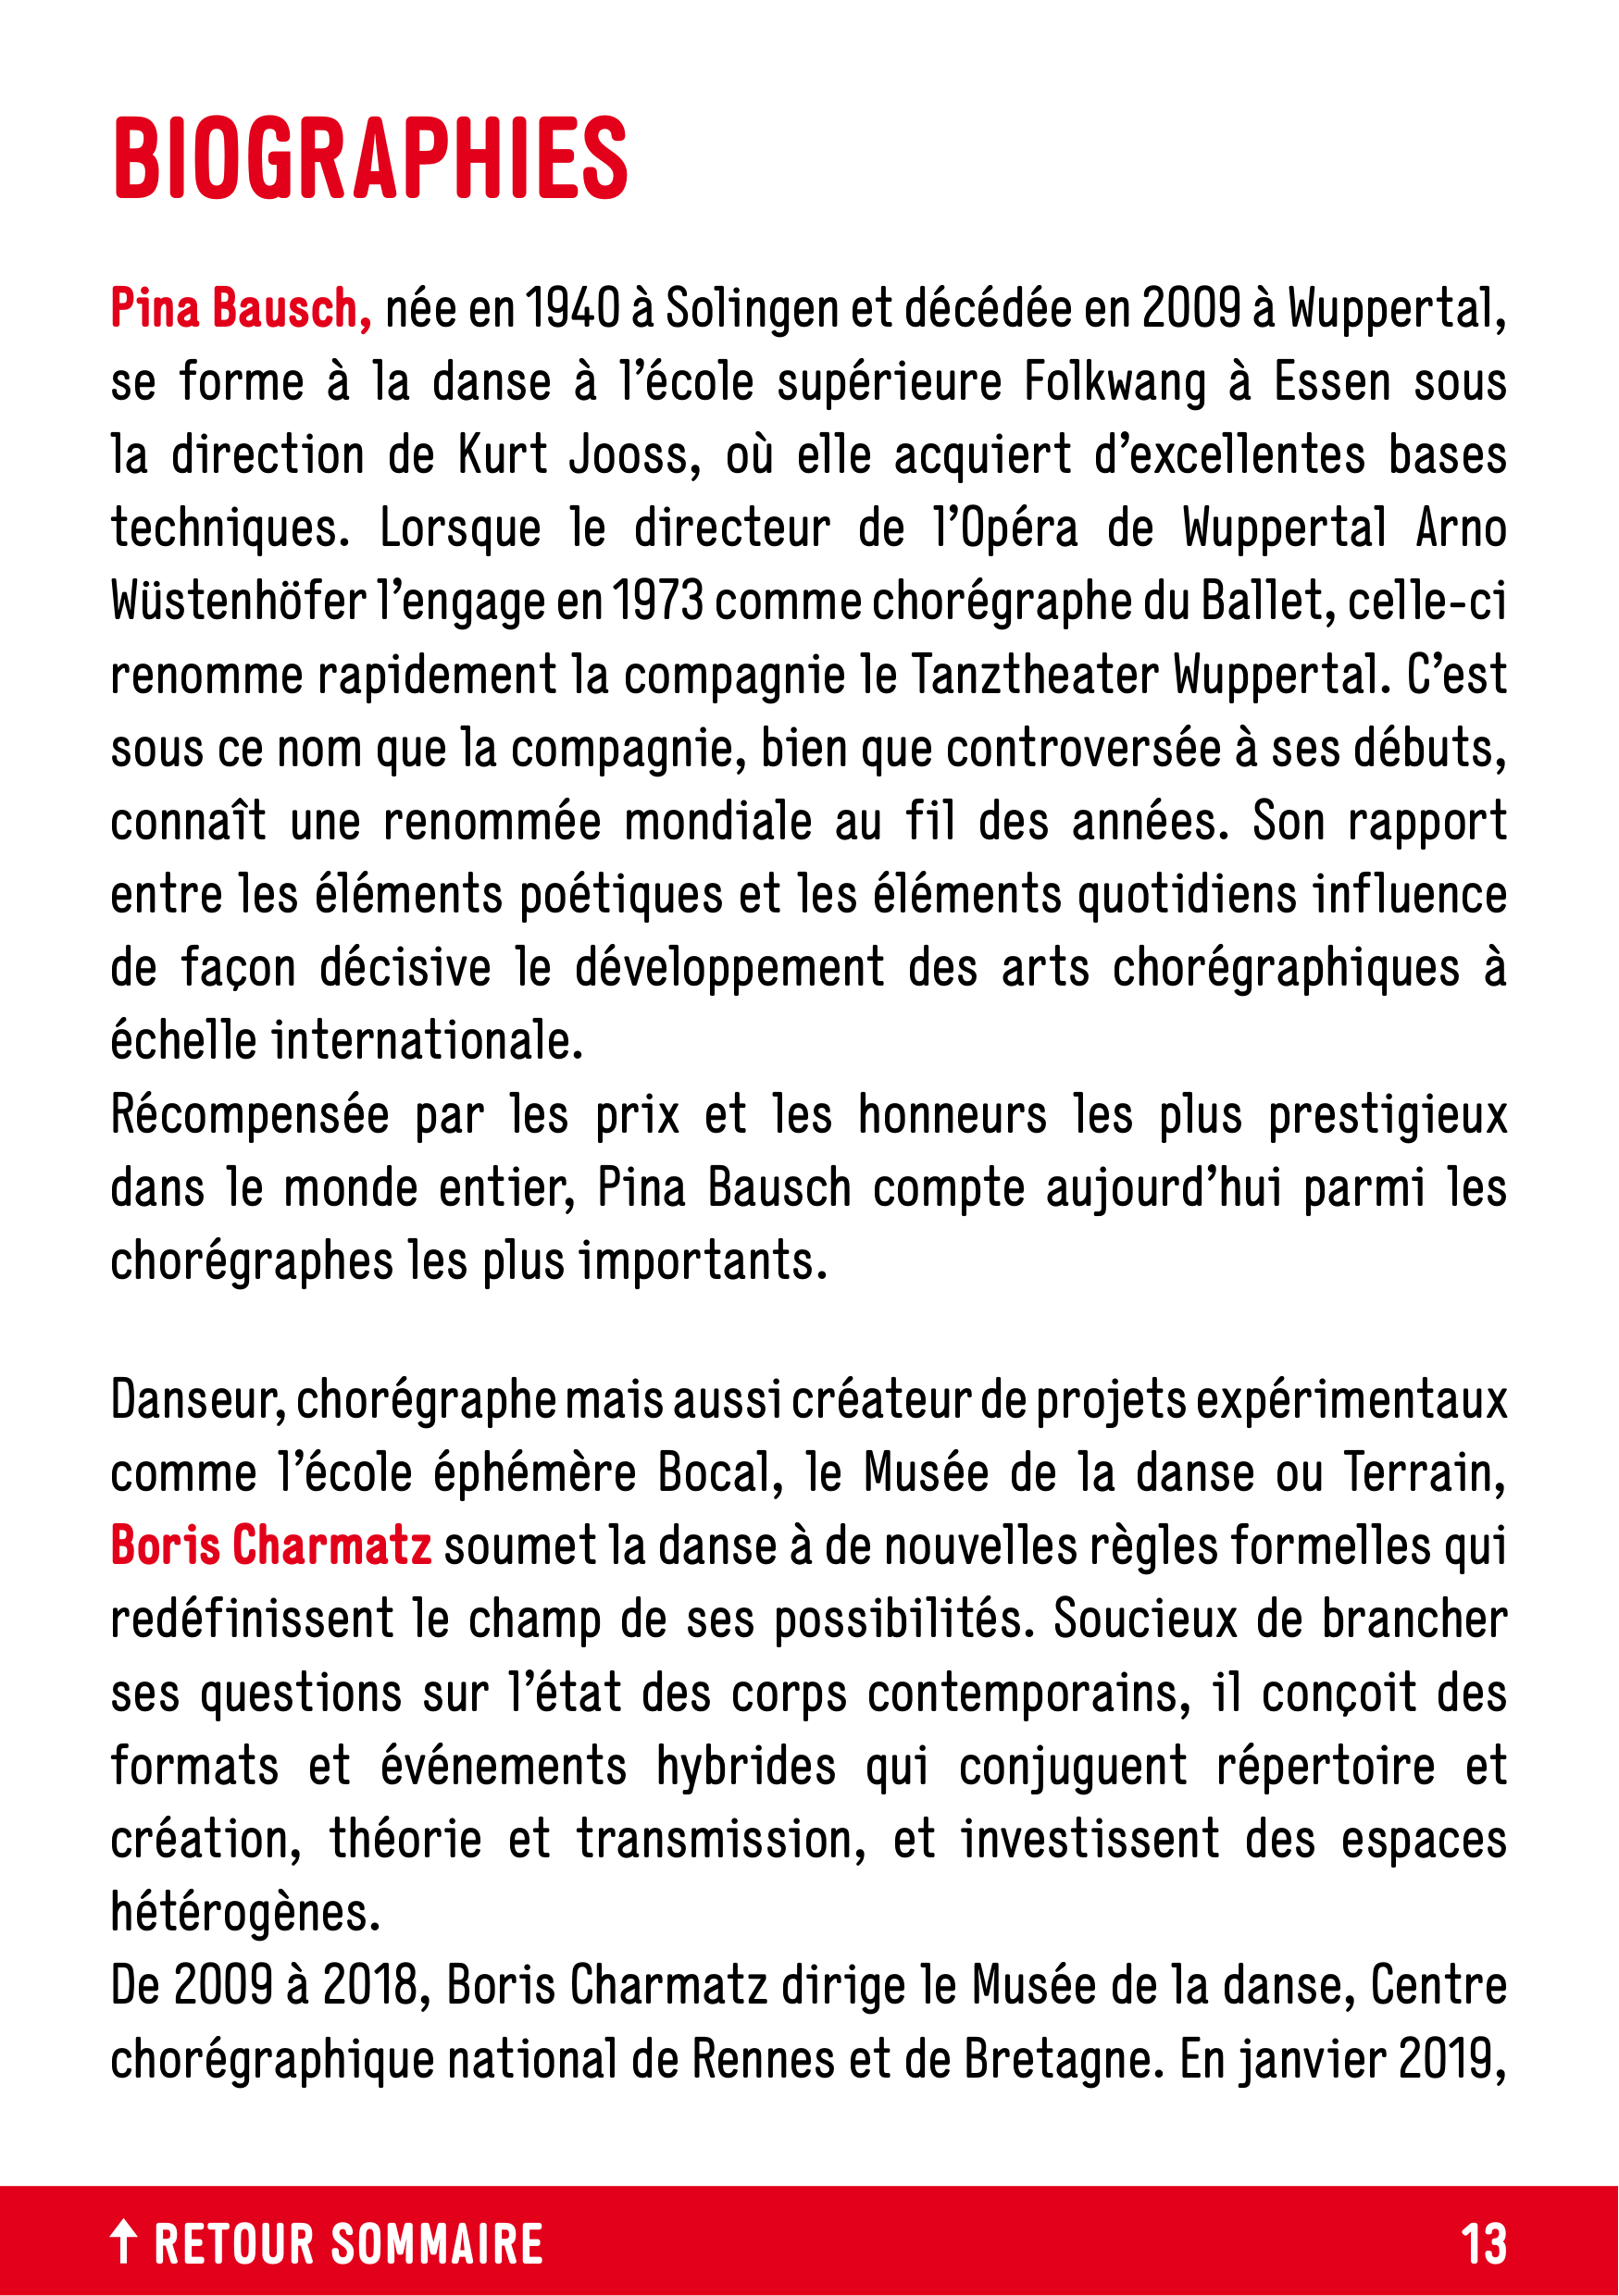 BIOGRAPHIES
Pina Bausch, née en 1940 à Solingen et décédée en 2009 à Wuppertal,
se forme à la danse à l’école supérieure Folkwang à Essen sous
la direction de Kurt Jooss, où elle acquiert d’excellentes bases
techniques. Lorsque le directeur de l’Opéra de Wuppertal Arno
Wüstenhöfer l’engage en 1973 comme chorégraphe du Ballet, celle-ci
renomme rapidement la compagnie le Tanztheater Wuppertal. C’est
sous ce nom que la compagnie, bien que controversée à ses débuts,
connaît une renommée mondiale au fil des années. Son rapport
entre les éléments poétiques et les éléments quotidiens influence
de façon décisive le développement des arts chorégraphiques à
échelle internationale.
Récompensée par les prix et les honneurs les plus prestigieux
dans le monde entier, Pina Bausch compte aujourd’hui parmi les
chorégraphes les plus importants.
Danseur, chorégraphe mais aussi créateur de projets expérimentaux
comme l’école éphémère Bocal, le Musée de la danse ou Terrain,
Boris Charmatz soumet la danse à de nouvelles règles formelles qui
redéfinissent le champ de ses possibilités. Soucieux de brancher
ses questions sur l’état des corps contemporains, il conçoit des
formats et événements hybrides qui conjuguent répertoire et
création, théorie et transmission, et investissent des espaces
hétérogènes.
De 2009 à 2018, Boris Charmatz dirige le Musée de la danse, Centre
chorégraphique national de Rennes et de Bretagne. En janvier 2019,
↑ RETOUR SOMMAIRE 13